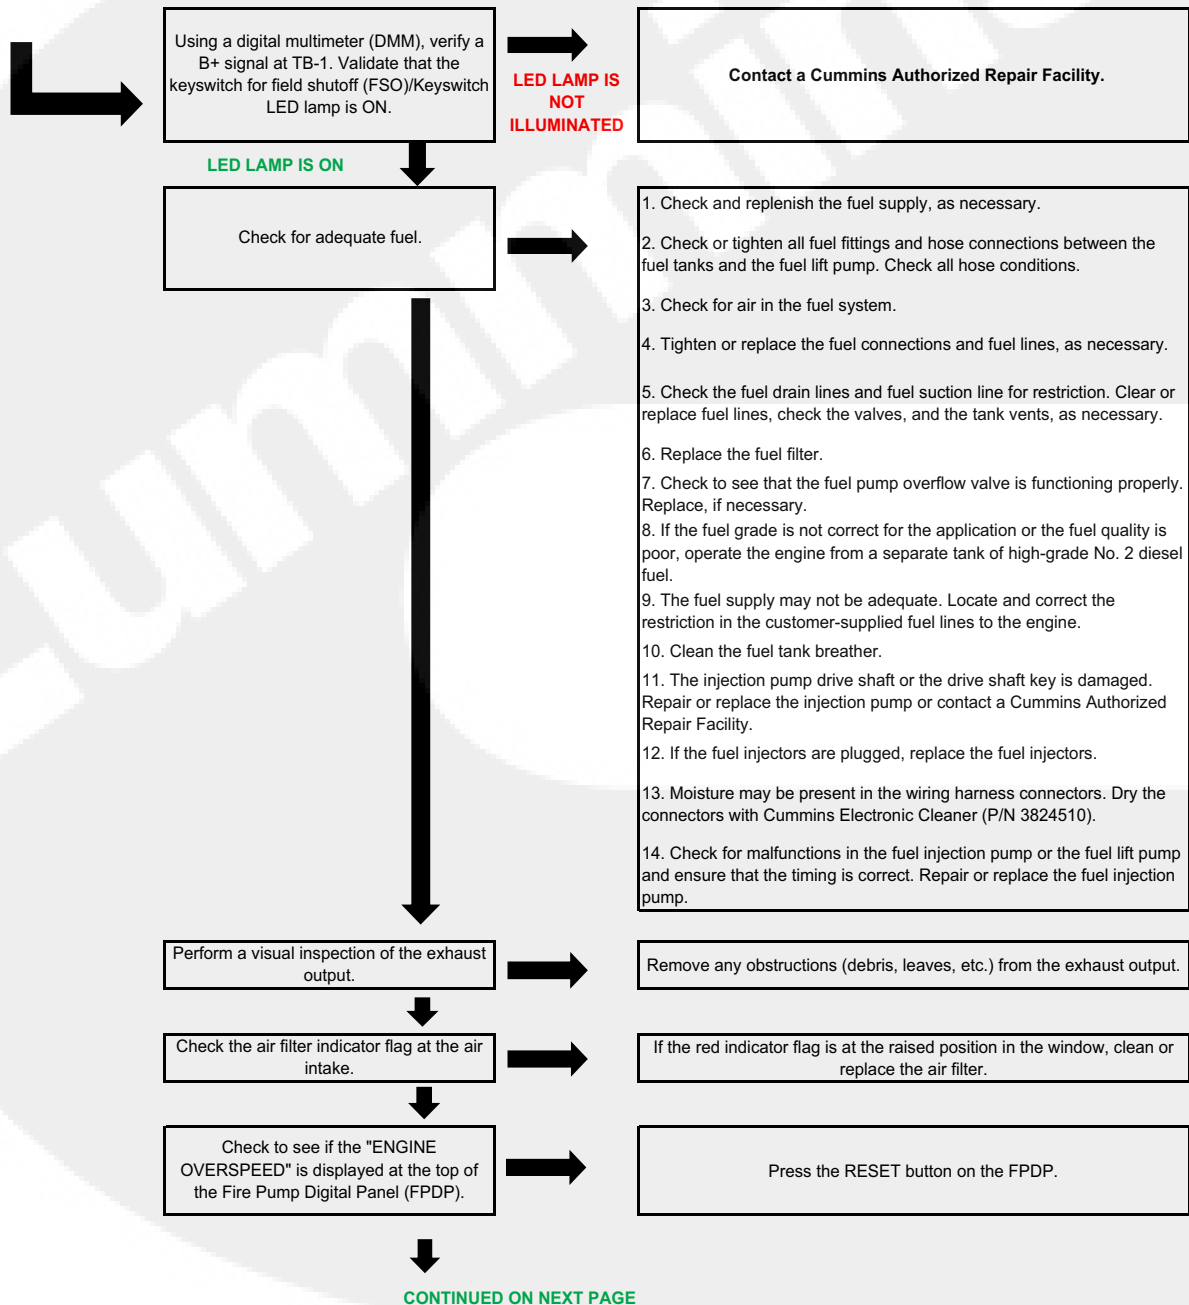 Using a digital multimeter (DMM), verify a
B+ signal at TB-1. Validate that the
keyswitch for field shutoff (FSO)/Keyswitch
LED lamp is ON.
LED LAMP IS
NOT
ILLUMINATED
Contact a Cummins Authorized Repair Facility.
LED LAMP IS ON
Check for adequate fuel.
1. Check and replenish the fuel supply, as necessary.
2. Check or tighten all fuel fittings and hose connections between the
fuel tanks and the fuel lift pump. Check all hose conditions.
3. Check for air in the fuel system.
4. Tighten or replace the fuel connections and fuel lines, as necessary.
5. Check the fuel drain lines and fuel suction line for restriction. Clear or
replace fuel lines, check the valves, and the tank vents, as necessary.
6. Replace the fuel filter.
7. Check to see that the fuel pump overflow valve is functioning properly.
Replace, if necessary.
8. If the fuel grade is not correct for the application or the fuel quality is
poor, operate the engine from a separate tank of high-grade No. 2 diesel
fuel.
9. The fuel supply may not be adequate. Locate and correct the
restriction in the customer-supplied fuel lines to the engine.
10. Clean the fuel tank breather.
11. The injection pump drive shaft or the drive shaft key is damaged.
Repair or replace the injection pump or contact a Cummins Authorized
Repair Facility.
12. If the fuel injectors are plugged, replace the fuel injectors.
13. Moisture may be present in the wiring harness connectors. Dry the
connectors with Cummins Electronic Cleaner (P/N 3824510).
14. Check for malfunctions in the fuel injection pump or the fuel lift pump
and ensure that the timing is correct. Repair or replace the fuel injection
pump.
Perform a visual inspection of the exhaust
output.
Remove any obstructions (debris, leaves, etc.) from the exhaust output.
Check the air filter indicator flag at the air
intake.
If the red indicator flag is at the raised position in the window, clean or
replace the air filter.
Check to see if the "ENGINE
OVERSPEED" is displayed at the top of
the Fire Pump Digital Panel (FPDP).
Press the RESET button on the FPDP.
CONTINUED ON NEXT PAGE